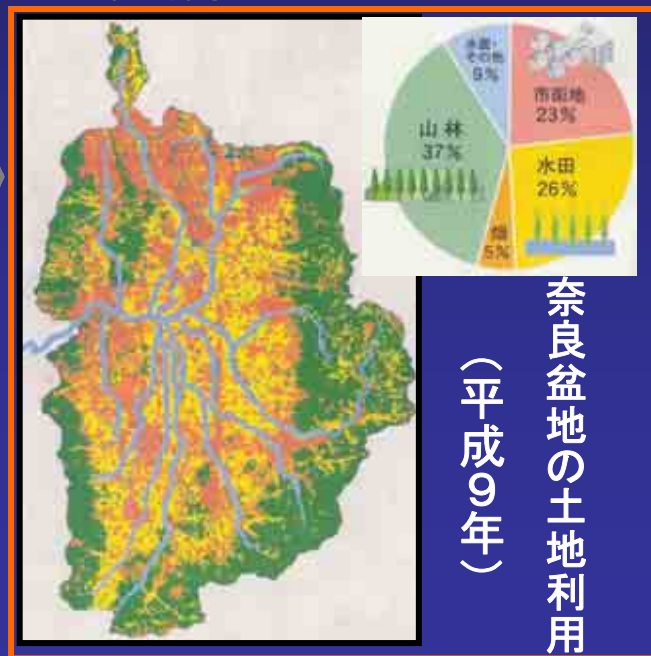 水面・
その他
9%
市街地
23%
山林
37%
水田
26%
畑
5%
奈良盆地の土地利用
(平成9年)